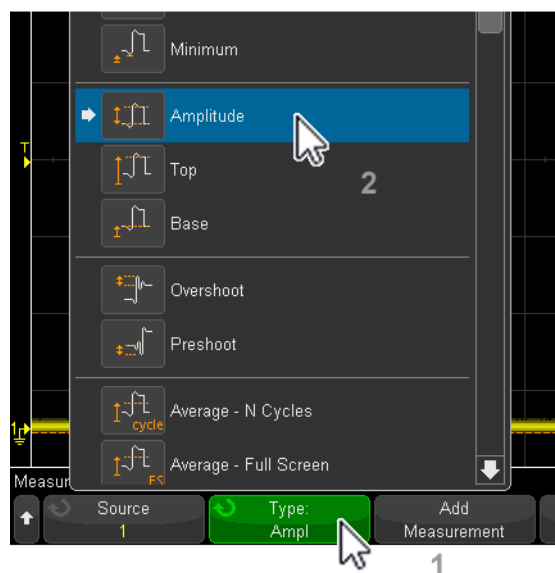 Minimum
Amplitude
T
Top
2
Base
Overshoot
Preshoot
cycle
Average - N Cycles
1
FS
Average - Full Screen
Measur
Source
1
Type:
Ampl
Add
Measurement
1